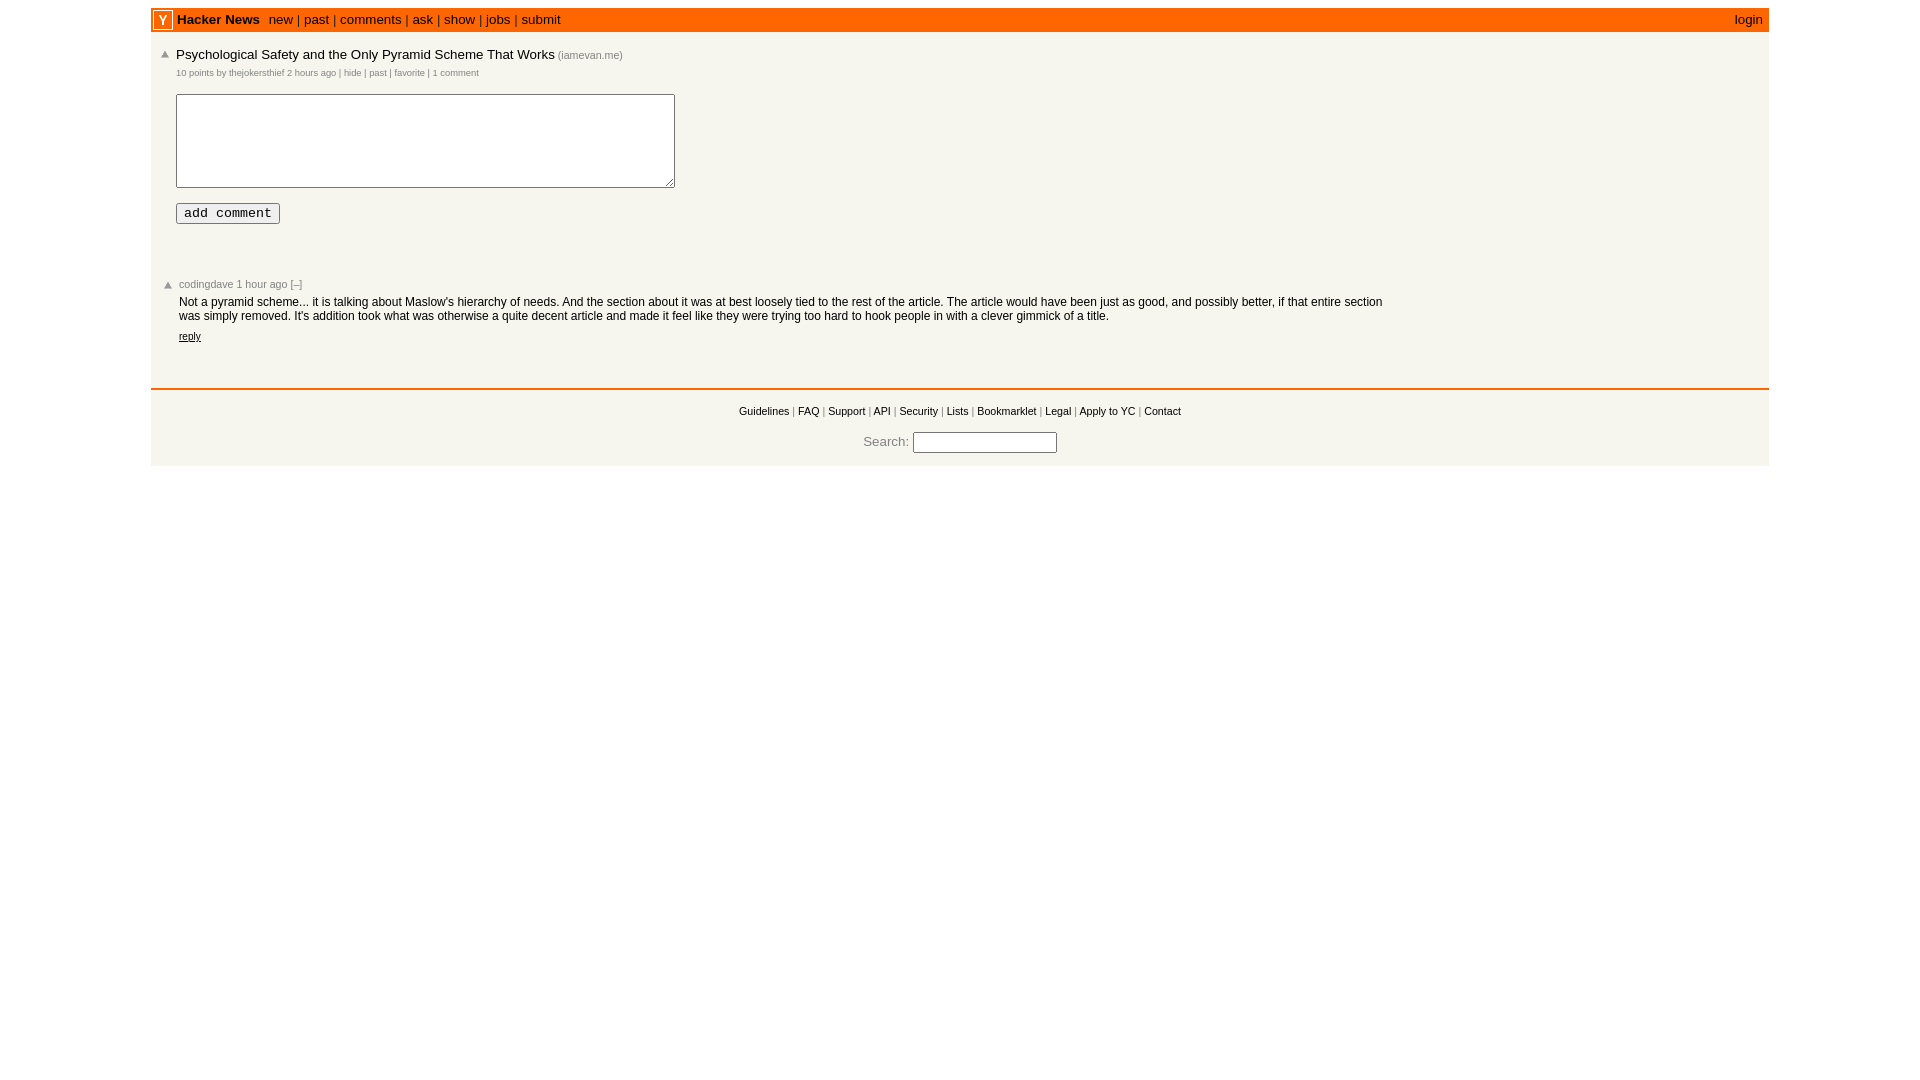 Y Hacker News new | past | comments | ask | show | jobs | submit login
Psychological Safety and the Only Pyramid Scheme That Works (iamevan.me)
10 points by thejokersthief 2 hours ago | hide | past | favorite | 1 comment
add comment
codingdave 1 hour ago [–]
Not a pyramid scheme... it is talking about Maslow's hierarchy of needs. And the section about it was at best loosely tied to the rest of the article. The article would have been just as good, and possibly better, if that entire section
was simply removed. It's addition took what was otherwise a quite decent article and made it feel like they were trying too hard to hook people in with a clever gimmick of a title.
reply
Guidelines | FAQ | Support | API | Security | Lists | Bookmarklet | Legal | Apply to YC | Contact
Search: